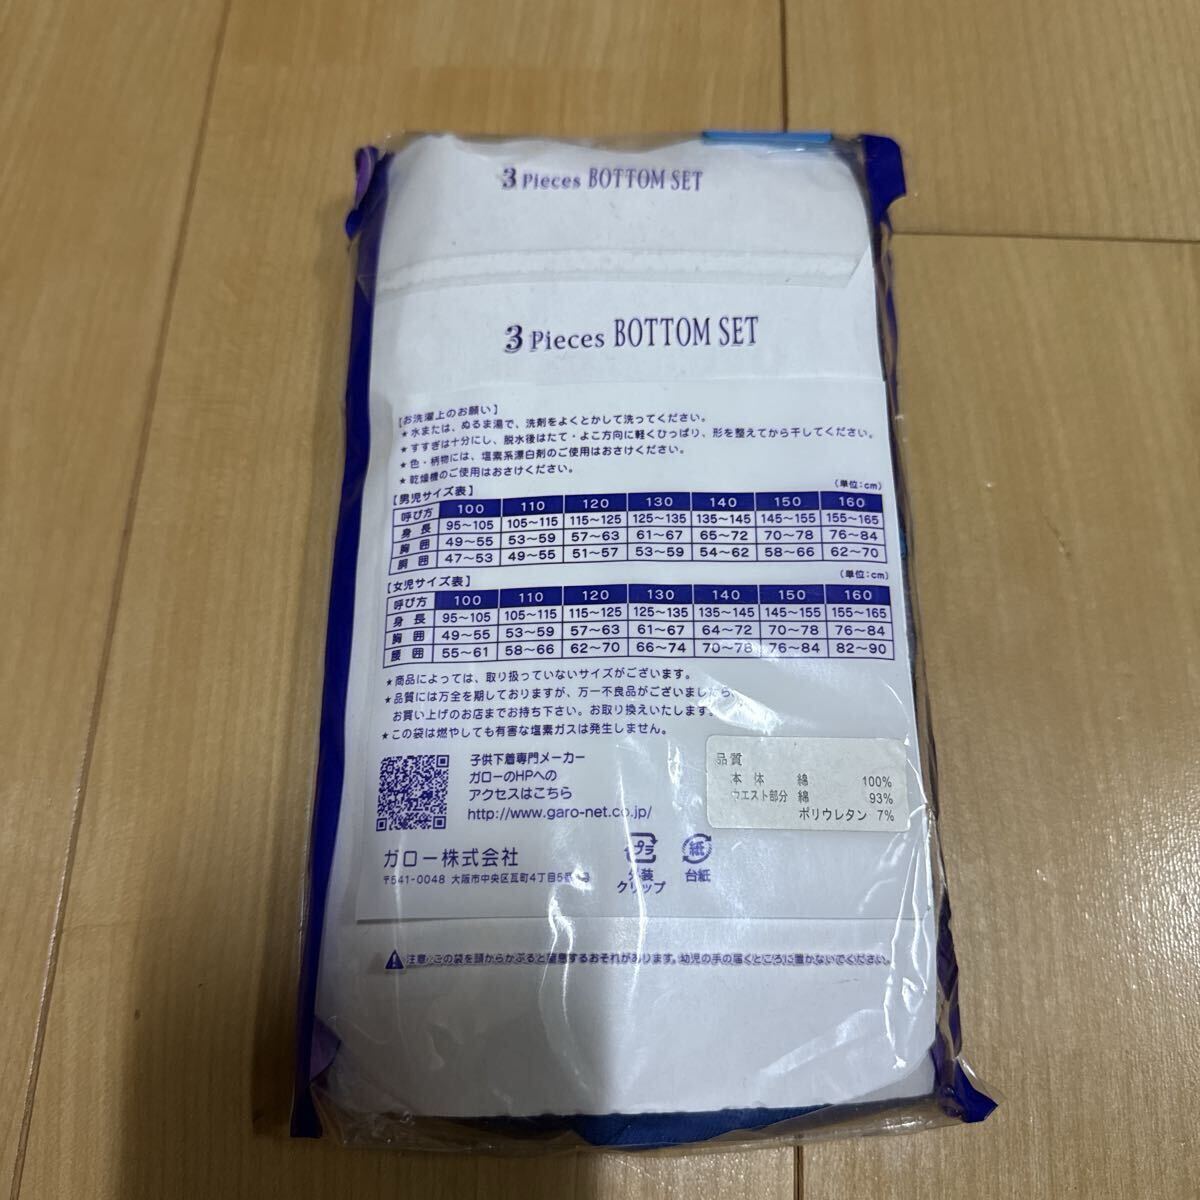 3 Pieces BOTTOM SET
3 Pieces BOTTOM SET
【お洗濯上のお願い】
★水または、ぬるま湯で、洗剤をよくとかして洗ってください。
★すすぎは十分にし、脱水後はたて・よこ方向に軽くひっぱり、形を整えてから干してください。
★色・柄物には、塩素系漂白剤のご使用はおさけください。
★乾燥機のご使用はおさけください。
【男児サイズ表】 (単位:cm)
呼び方 100 110 120 130 140 150 160
身長 95～105 105～115 115～125 125～135 135～145 145～155 155～165
胸囲 49～55 53～59 57～63 61～67 65～72 70～78 76～84
胴囲 47～53 49～55 51～57 53～59 54～62 58～66 62～70
【女児サイズ表】 (単位:cm)
呼び方 100 110 120 130 140 150 160
身長 95～105 105～115 115～125 125～135 135～145 145～155 155～165
胸囲 49～55 53～59 57～63 61～67 64～72 70～78 76～84
腰囲 55～61 58～66 62～70 66～74 70～78 76～84 82～90
★商品によっては、取り扱っていないサイズがございます。
★品質には万全を期しておりますが、万一不良品がございましたら、
お買い上げのお店までお持ち下さい。お取り換えいたします。
★この袋は燃やしても有害な塩素ガスは発生しません。
子供下着専門メーカー
ガローのHPへの
アクセスはこちら
http://www.garo-net.co.jp/
品質
本体 綿 100%
ウエスト部分 綿 93%
ポリウレタン 7%
ガロー株式会社
〒541-0048 大阪市中央区瓦町4丁目5番
プラ
外装
クリップ
紙
台紙
注意・この袋を頭からかぶると窒息するおそれがあります。幼児の手の届くところに置かないでください。